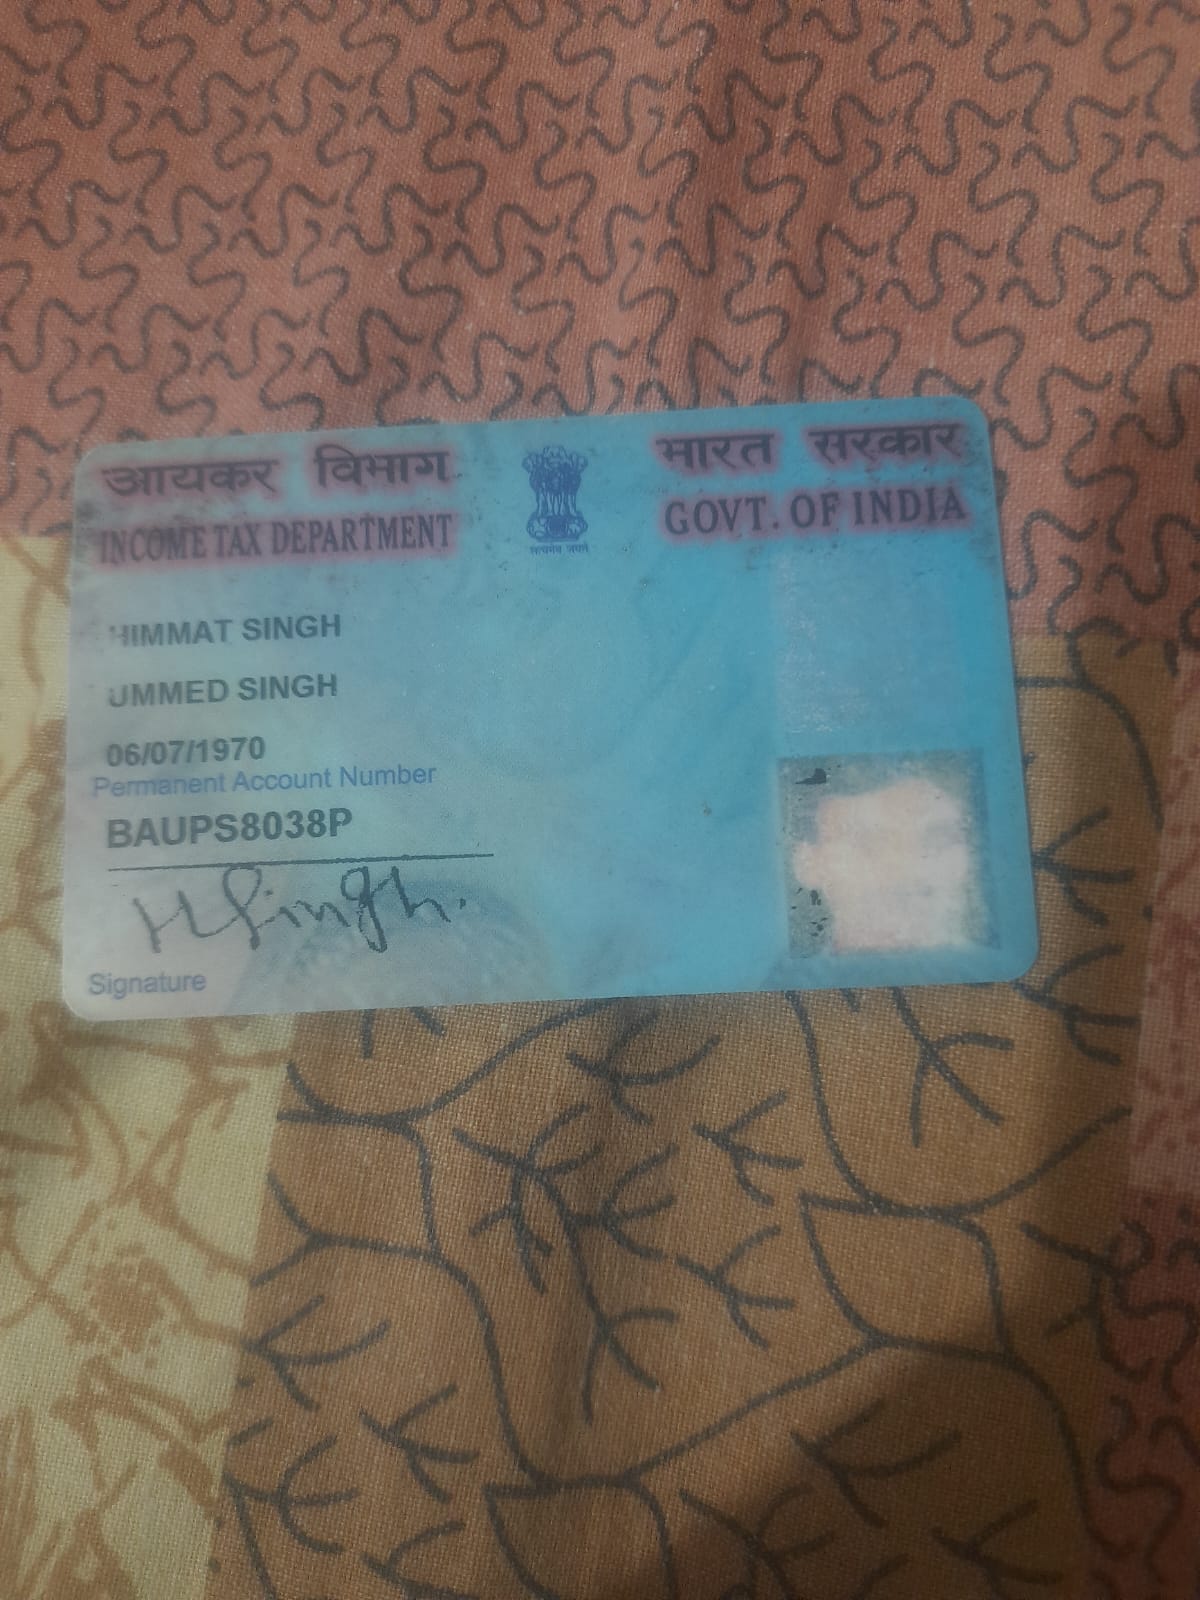 आयकर विभाग
INCOME TAX DEPARTMENT
भारत सरकार
GOVT. OF INDIA
सत्यमेव जयते
HIMMAT SINGH
UMMED SINGH
06/07/1970
Permanent Account Number
BAUPS8038P
HSingh.
Signature